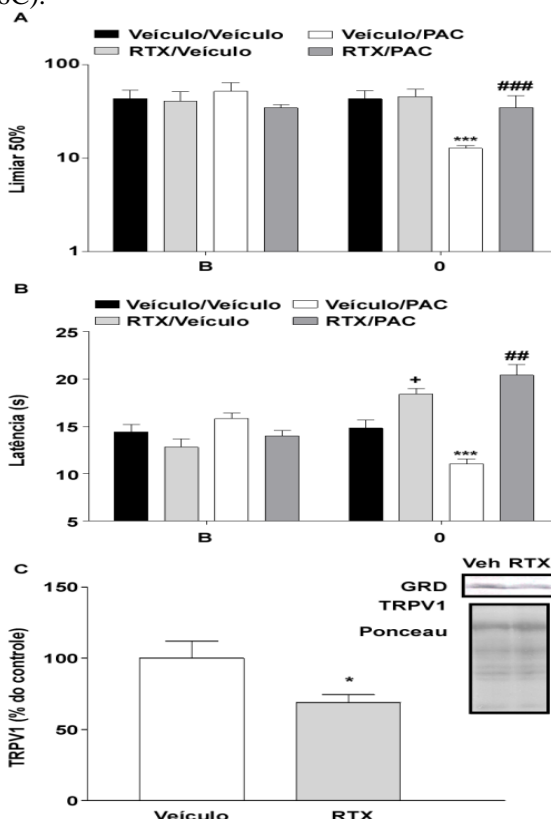 sC).
A
Veículo/Veículo Veículo/PAC
RTX/Veículo RTX/PAC
100
10
1
Limiar 50%
***
###
B 0
B
Veículo/Veículo Veículo/PAC
RTX/Veículo RTX/PAC
25
20
15
10
5
Latência (s)
+
***
##
B 0
C
Veh RTX
GRD
TRPV1
Ponceau
150
100
50
0
TRPV1 (% do controle)
*
Veículo RTX